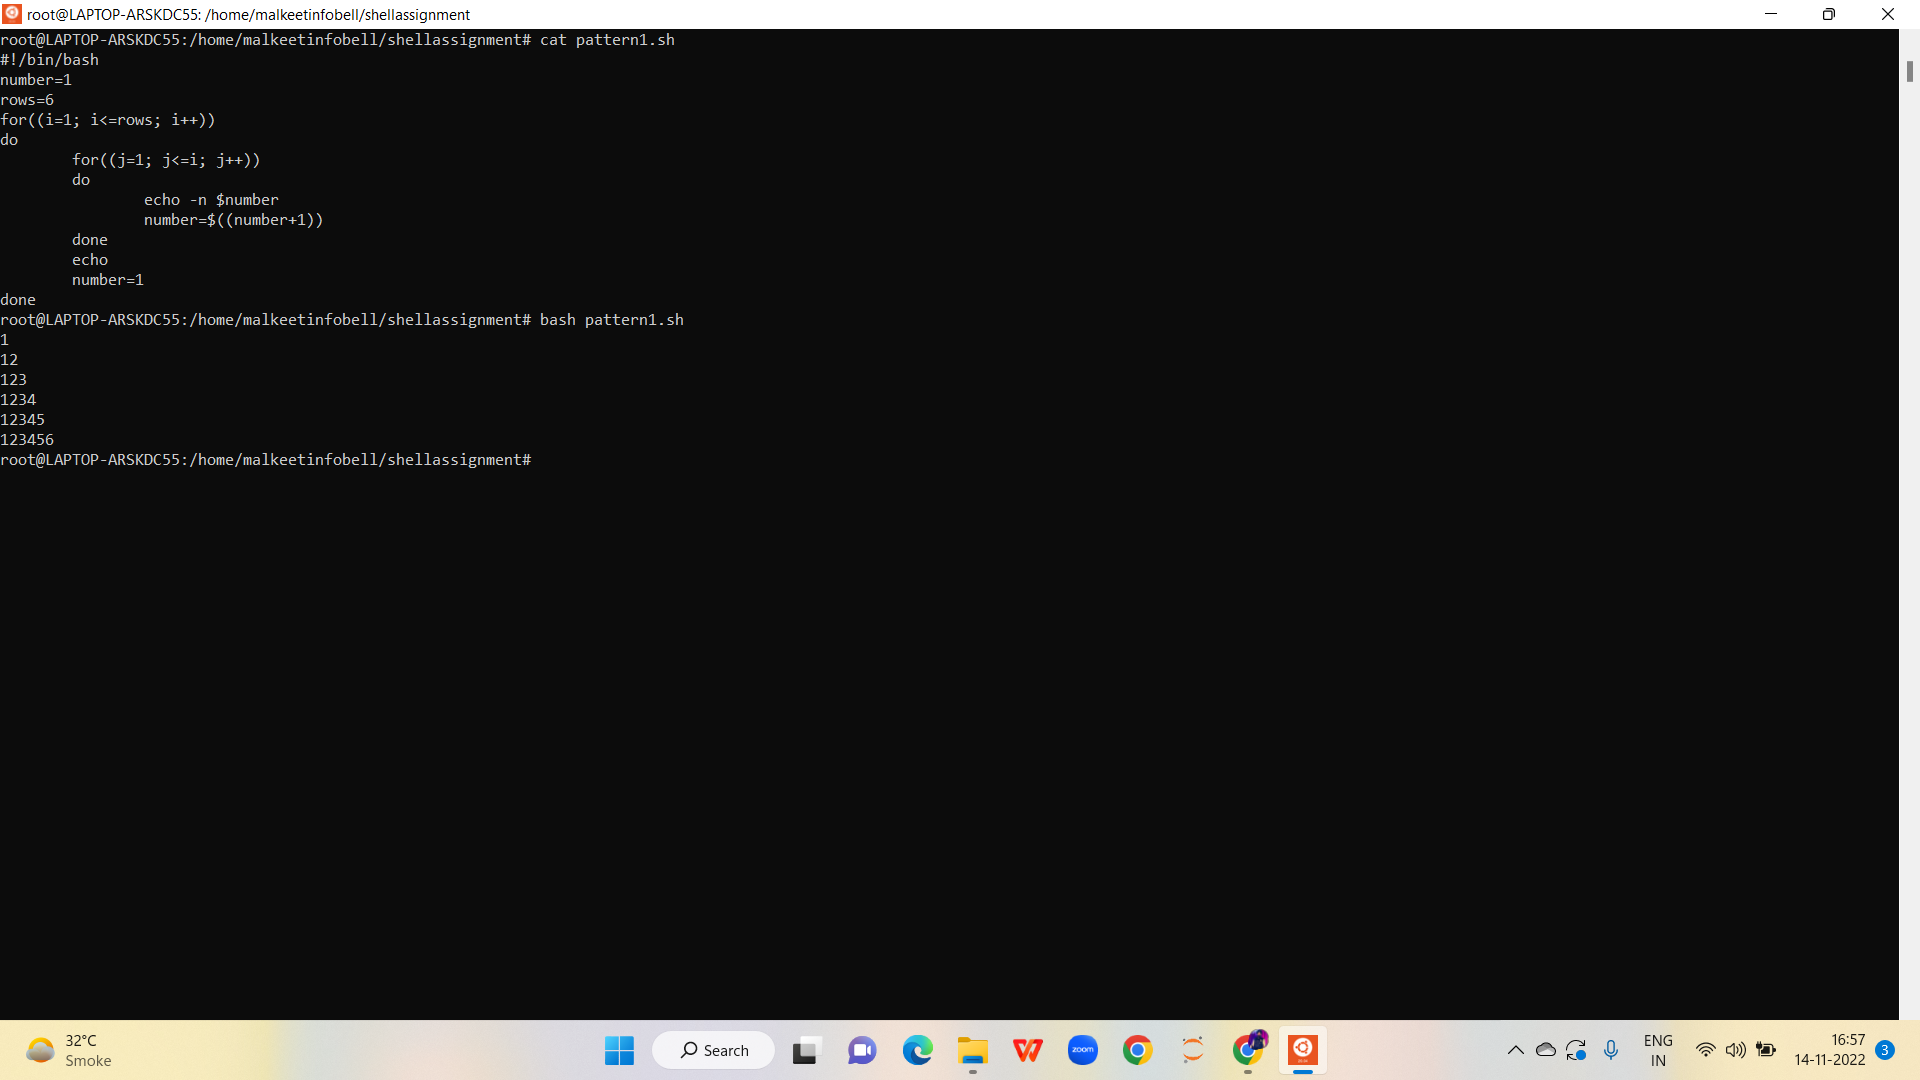 root@LAPTOP-ARSKDC55: /home/malkeetinfobell/shellassignment
root@LAPTOP-ARSKDC55:/home/malkeetinfobell/shellassignment# cat pattern1.sh
#!/bin/bash
number=1
rows=6
for((i=1; i<=rows; i++))
do
        for((j=1; j<=i; j++))
        do
                echo -n $number
                number=$((number+1))
        done
        echo
        number=1
done
root@LAPTOP-ARSKDC55:/home/malkeetinfobell/shellassignment# bash pattern1.sh
1
12
123
1234
12345
123456
root@LAPTOP-ARSKDC55:/home/malkeetinfobell/shellassignment#
32°C
Smoke
Search
zoom
ENG
IN
16:57
14-11-2022
3